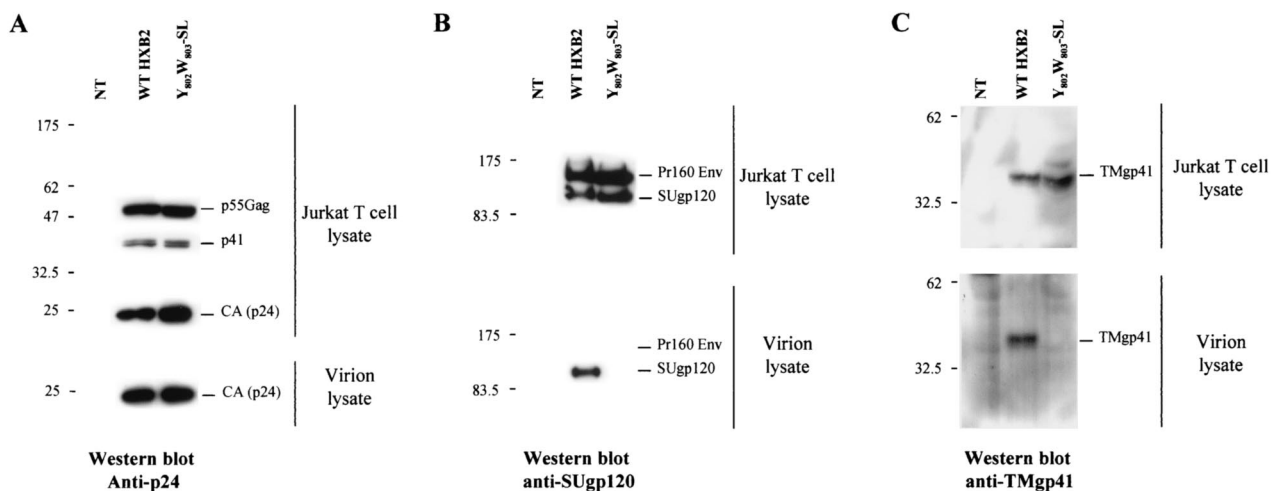 A
NT
WT HXB2
Y802W803-SL
175 -
62 -
47 -
32.5 -
25 -
p55Gag
p41
CA (p24)
Jurkat T cell
lysate
25 -
CA (p24)
Virion
lysate
Western blot
Anti-p24
B
NT
WT HXB2
Y802W803-SL
175 -
83.5 -
Pr160 Env
SUgp120
Jurkat T cell
lysate
175 -
83.5 -
Pr160 Env
SUgp120
Virion
lysate
Western blot
anti-SUgp120
C
NT
WT HXB2
Y802W803-SL
62 -
32.5 -
TMgp41
Jurkat T cell
lysate
62 -
32.5 -
TMgp41
Virion
lysate
Western blot
anti-TMgp41